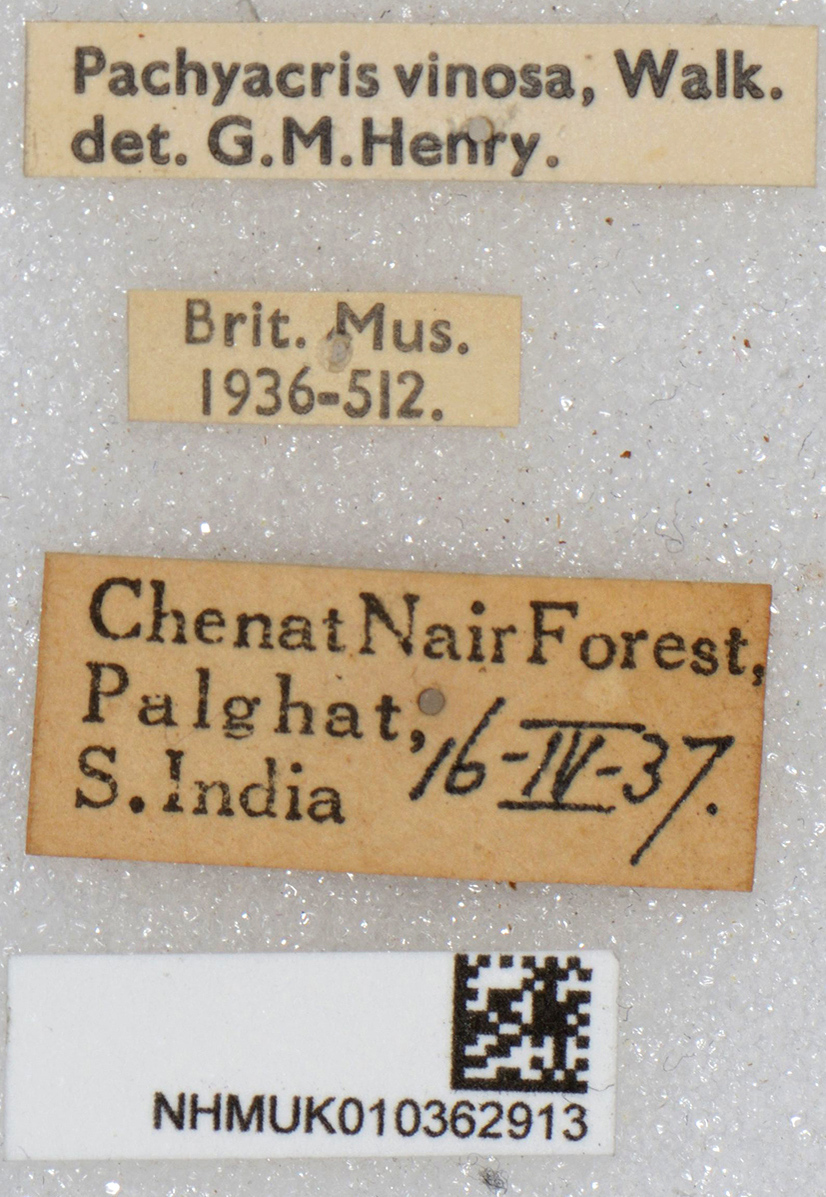 Pachyacris vinosa, Walk.
det. G.M.Henry.
Brit. Mus.
1936-512.
Chenat Nair Forest,
Palghat, 16-IV-37.
S. India
NHMUK010362913